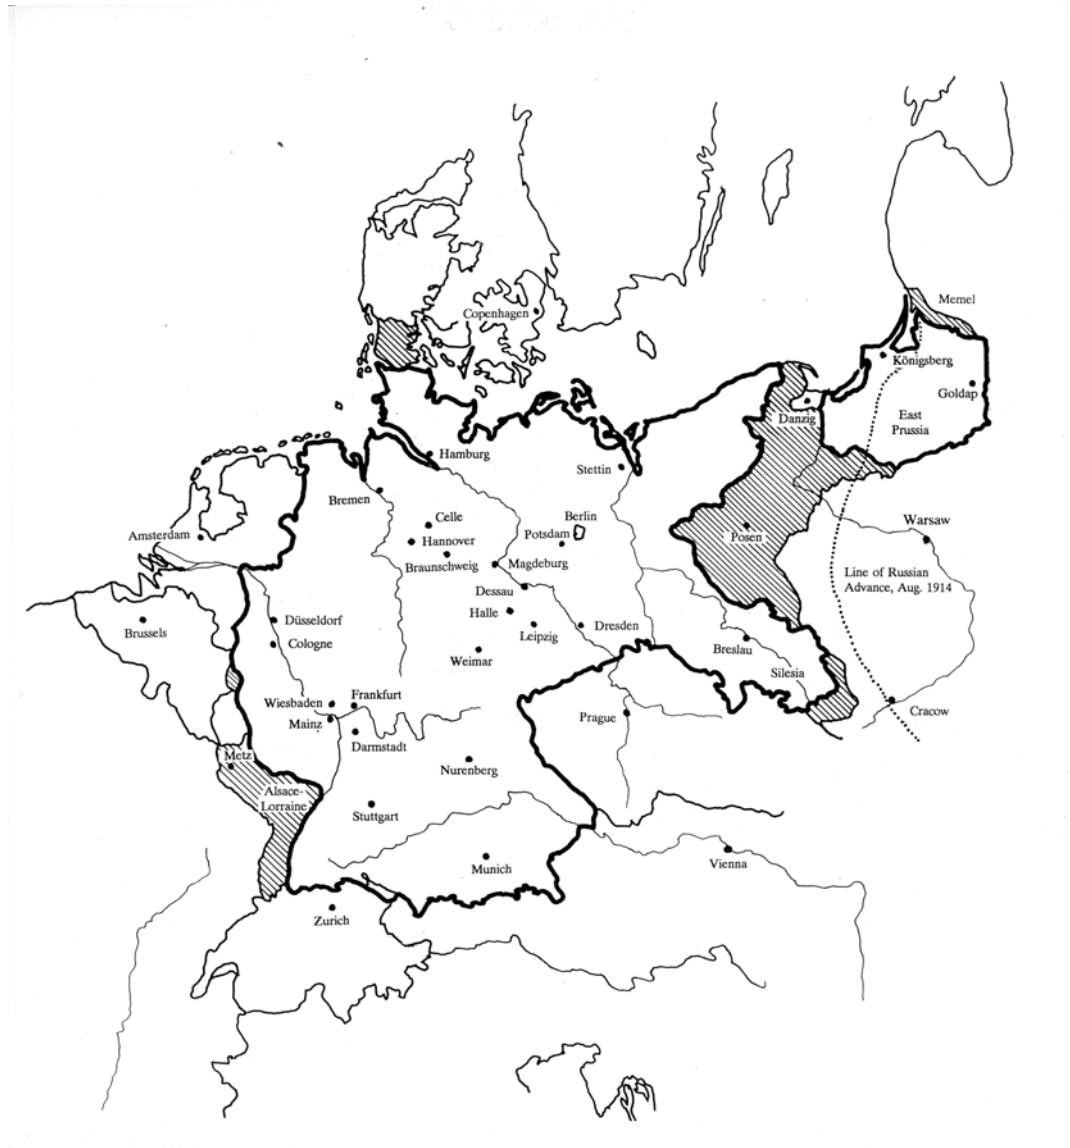 Memel
Copenhagen
Königsberg
Goldap
East
Prussia
Danzig
Hamburg
Stettin
Bremen
Celle
Berlin
Warsaw
Amsterdam
Hannover
Potsdam
Posen
Braunschweig
Magdeburg
Line of Russian
Advance, Aug. 1914
Dessau
Halle
Düsseldorf
Brussels
Leipzig
Dresden
Cologne
Breslau
Weimar
Silesia
Wiesbaden
Frankfurt
Mainz
Prague
Cracow
Darmstadt
Metz
Nurenberg
Alsace-
Lorraine
Stuttgart
Munich
Vienna
Zurich